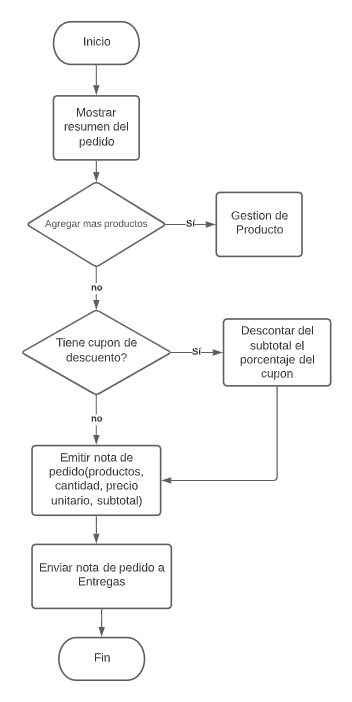 Inicio
Mostrar
resumen del
pedido
Agregar mas productos
Sí
Gestion de
Producto
no
Tiene cupon de
descuento?
Sí
Descontar del
subtotal el
porcentaje del
cupon
no
Emitir nota de
pedido(productos,
cantidad, precio
unitario, subtotal)
Enviar nota de pedido a
Entregas
Fin